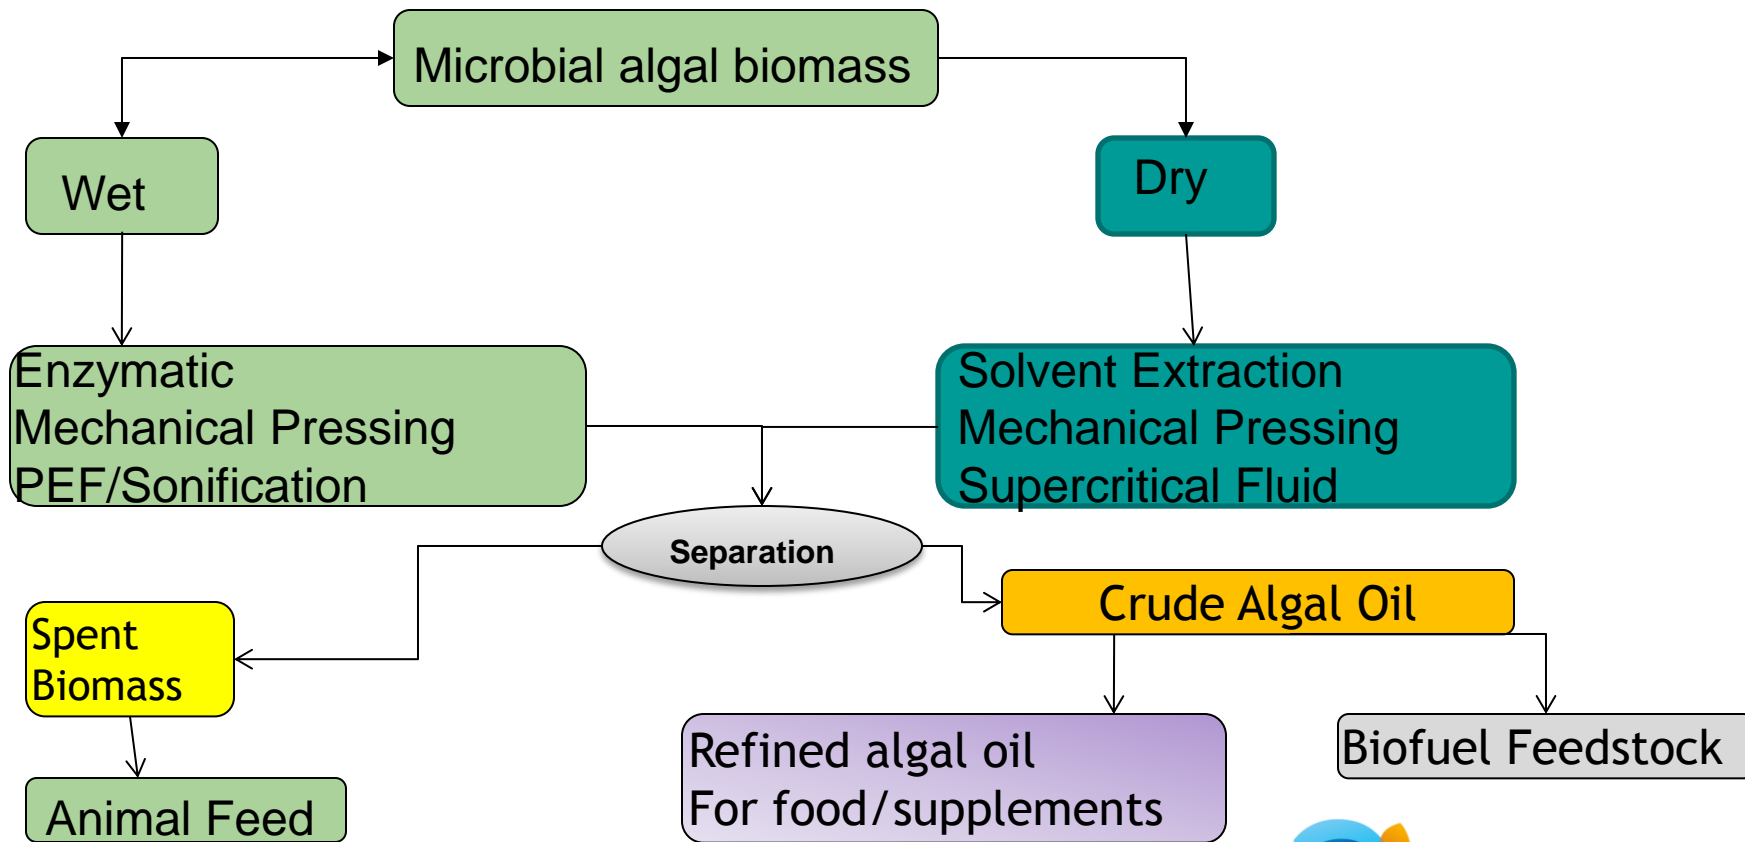 Microbial algal biomass
Wet
Dry
Enzymatic
Mechanical Pressing
PEF/Sonification
Solvent Extraction
Mechanical Pressing
Supercritical Fluid
Separation
Crude Algal Oil
Spent
Biomass
Refined algal oil
For food/supplements
Biofuel Feedstock
Animal Feed